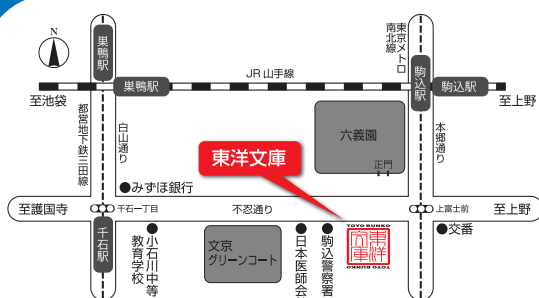 N
巣鴨駅
東京メトロ
南北線
JR 山手線
巣鴨駅
駒込駅
駒込駅
至池袋
至上野
都営地下鉄三田線
白山通り
六義園
正門
本郷通り
東洋文庫
みずほ銀行
至護国寺
千石一丁目
不忍通り
上富士前
至上野
千石駅
小石川中等
教育学校
文京
グリーンコート
日本医師会
駒込警察署
TOYO BUNKO
東洋
文庫
TOYO BUNKO
交番